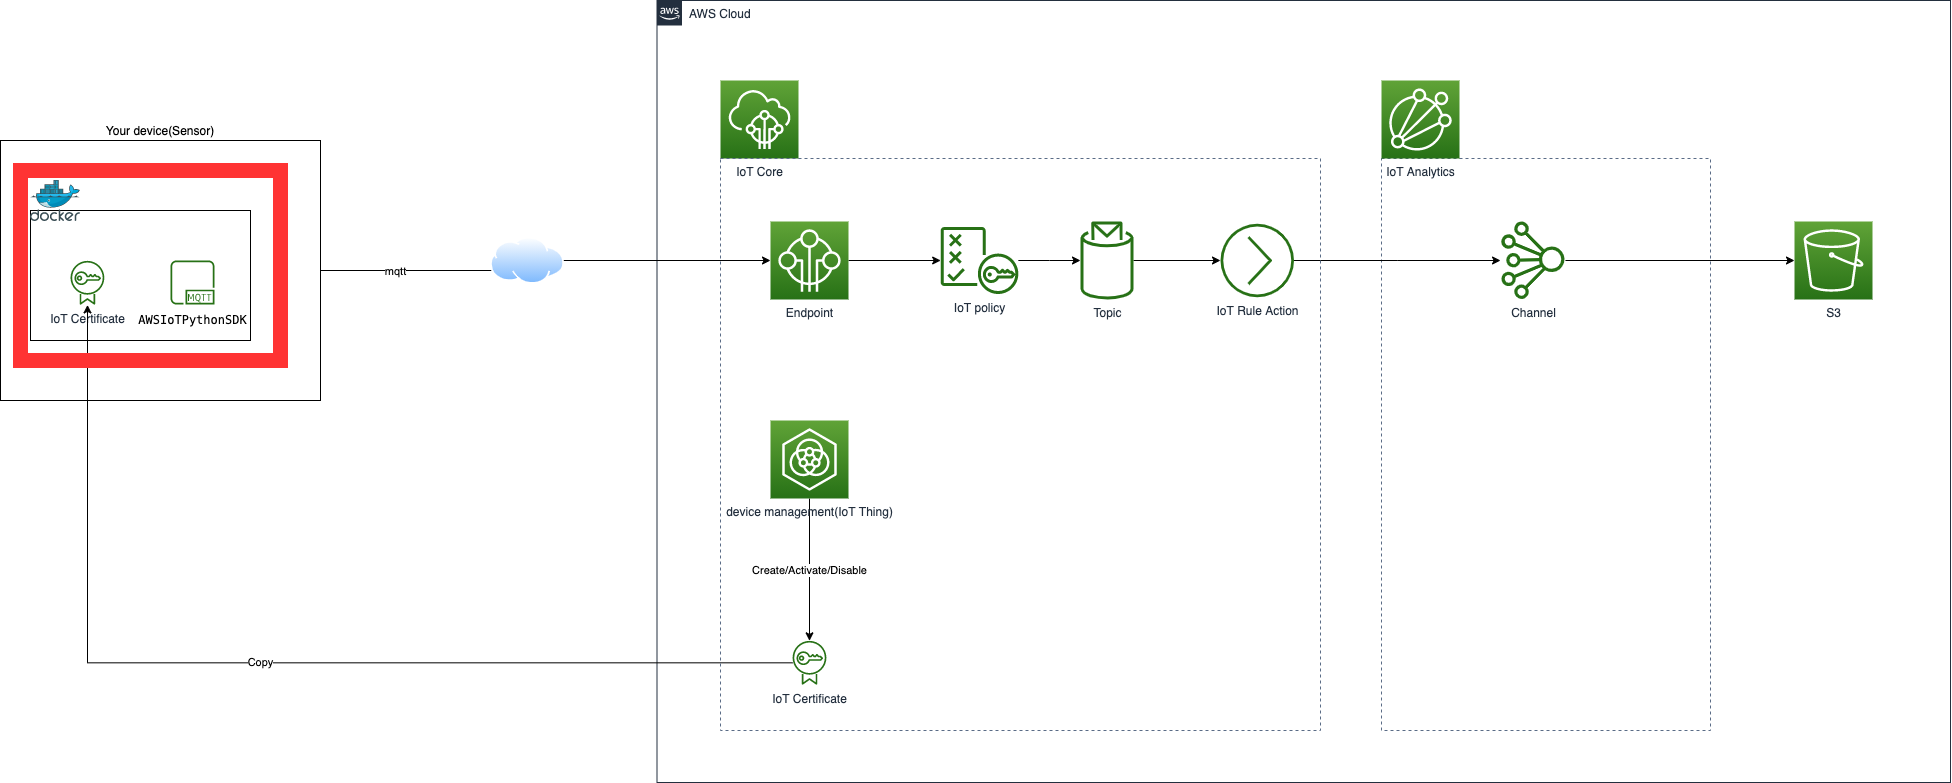 aws
AWS Cloud
Your device(Sensor)
docker
IoT Core
IoT Analytics
mqtt
MQTT
IoT Certificate
AWSIoTPythonSDK
Endpoint
IoT policy
Topic
IoT Rule Action
Channel
S3
device management(IoT Thing)
Create/Activate/Disable
Copy
IoT Certificate